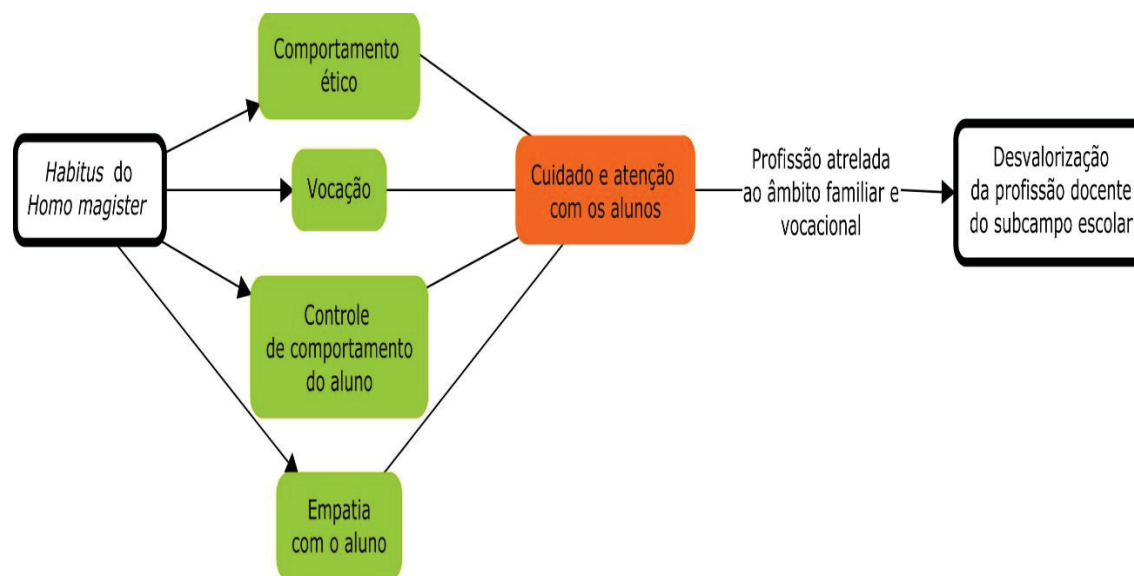 Habitus do
Homo magister
Comportamento
ético
Vocação
Controle
de comportamento
do aluno
Empatia
com o aluno
Cuidado e atenção
com os alunos
Profissão atrelada
ao âmbito familiar e
vocacional
Desvalorização
da profissão docente
do subcampo escolar